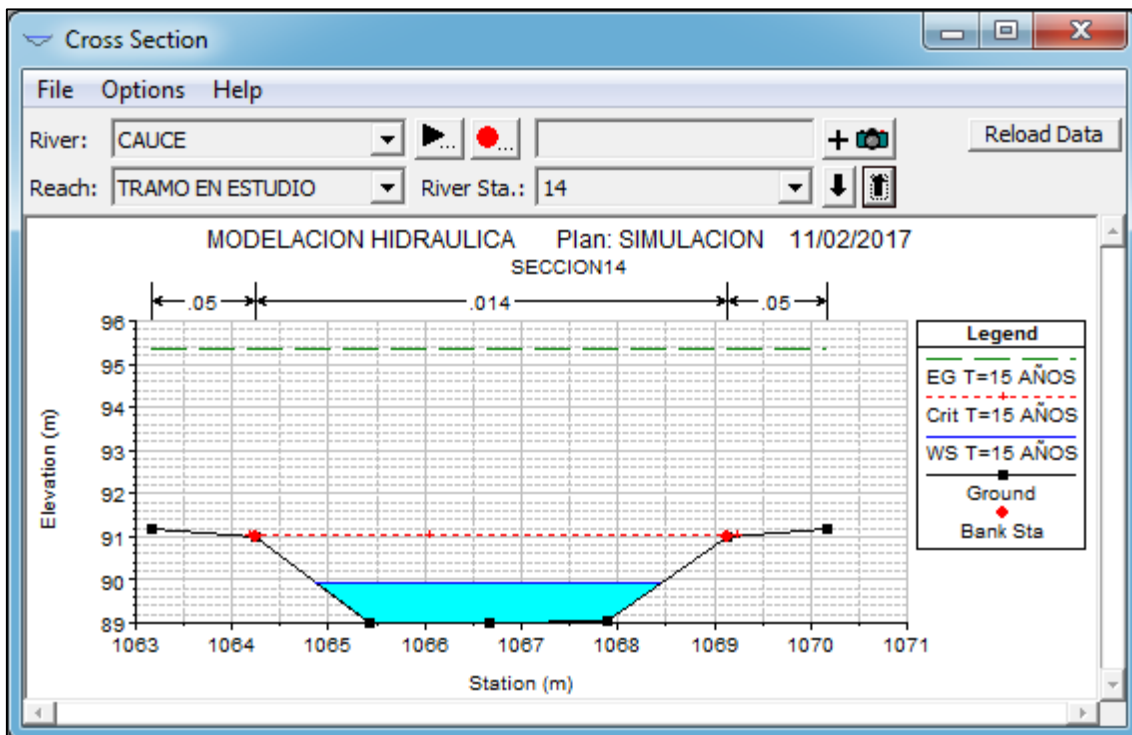 Cross Section
File Options Help
River: CAUCE ... ... + Reload Data
Reach: TRAMO EN ESTUDIO River Sta.: 14
MODELACION HIDRAULICA Plan: SIMULACION 11/02/2017
SECCION14
.05 .014 .05
96
95
94
93
92
91
90
89
Elevation (m)
1063 1064 1065 1066 1067 1068 1069 1070 1071
Station (m)
Legend
EG T=15 AÑOS
Crit T=15 AÑOS
WS T=15 AÑOS
Ground
Bank Sta